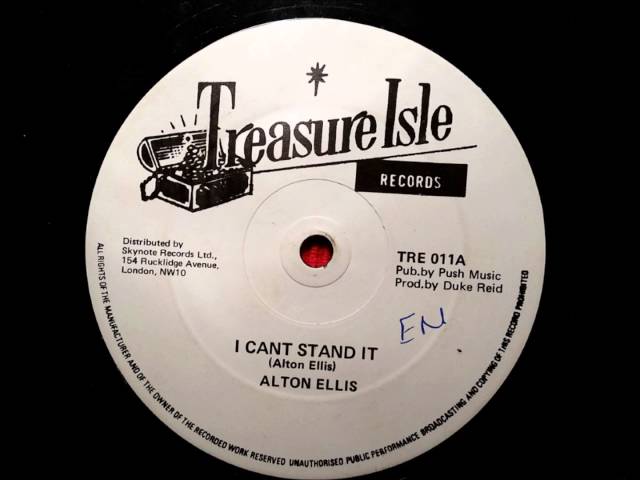 Treasure Isle
RECORDS
Distributed by
Skynote Records Ltd.,
154 Rucklidge Avenue,
London, NW10
TRE 011A
Pub.by Push Music
Prod.by Duke Reid
EN
I CANT STAND IT
(Alton Ellis)
ALTON ELLIS
ALL RIGHTS OF THE MANUFACTURER AND OF THE OWNER OF THE RECORDED WORK RESERVED UNAUTHORISED PUBLIC PERFORMANCE BROADCASTING AND COPYING OF THIS RECORD PROHIBITED